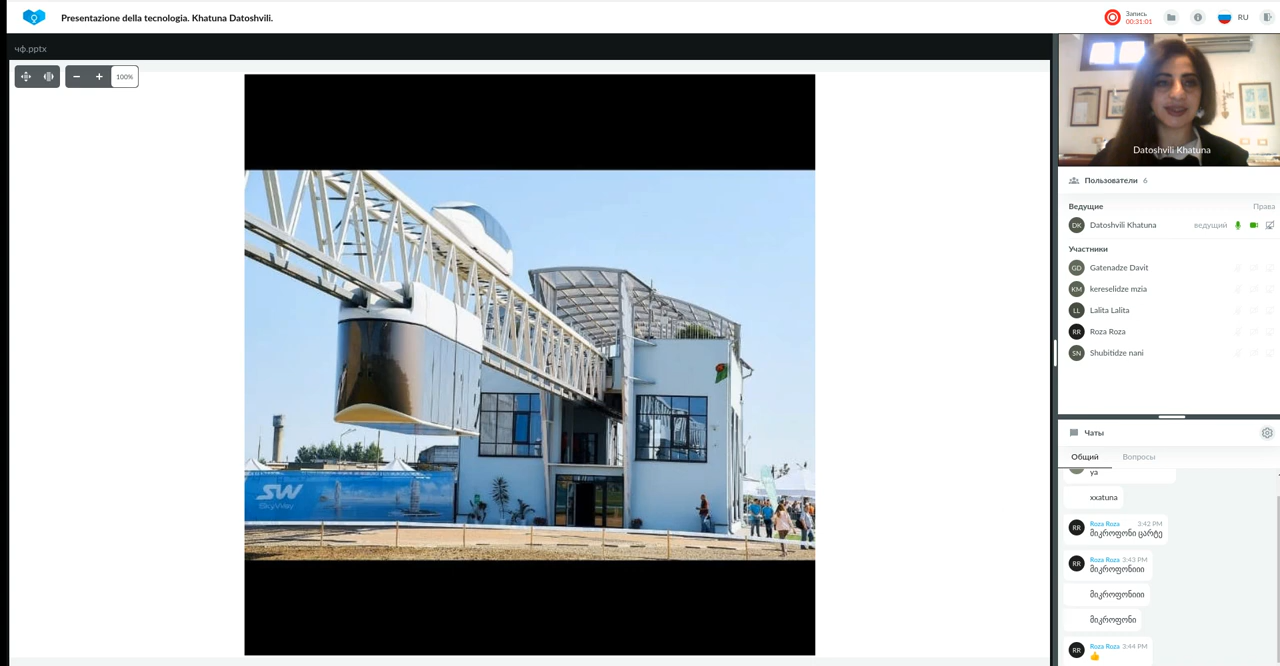 Presentazione della tecnologia. Khatuna Datoshvili.
Запись
00:31:01
RU
чф.pptx
100%
SW
SkyWay
Datoshvili Khatuna
Пользователи 6
Ведущие Права
DK Datoshvili Khatuna ведущий
Участники
GD Gatenadze Davit
KM kereselidze mzia
LL Lalita Lalita
RR Roza Roza
SN Shubitidze nani
Чаты
Общий Вопросы
ya
xxatuna
RR Roza Roza 3:42 PM
მიკროფონი ცარტე
RR Roza Roza 3:43 PM
მიკროფონიიი
მიკროფონიიი
მიკროფონი
RR Roza Roza 3:44 PM
👍